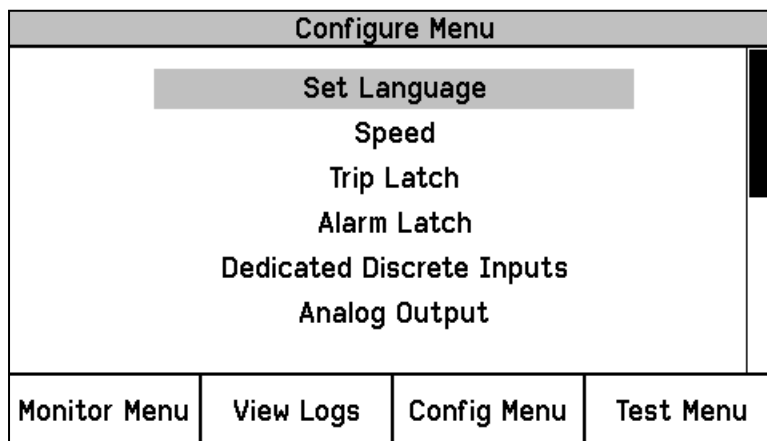 Configure Menu
Set Language
Speed
Trip Latch
Alarm Latch
Dedicated Discrete Inputs
Analog Output
Monitor Menu View Logs Config Menu Test Menu